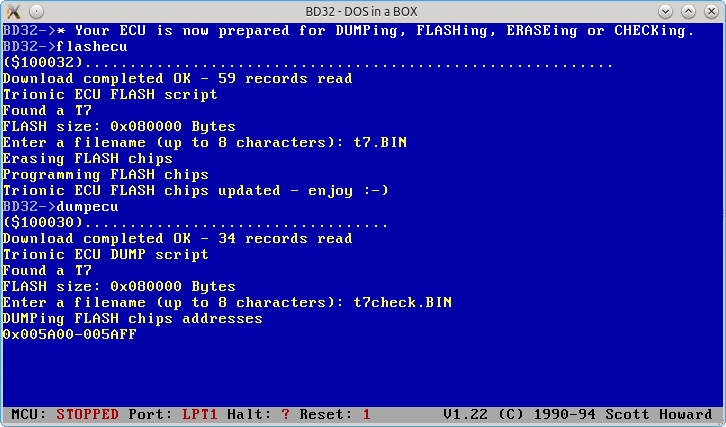 BD32 - DOS in a BOX
BD32->* Your ECU is now prepared for DUMPing, FLASHing, ERASEing or CHECKing.
BD32->flashecu
($100032)...........................................................
Download completed OK - 59 records read
Trionic ECU FLASH script
Found a T7
FLASH size: 0x080000 Bytes
Enter a filename (up to 8 characters): t7.BIN
Erasing FLASH chips
Programming FLASH chips
Trionic ECU FLASH chips updated - enjoy :-)
BD32->dumpecu
($100030)..................................
Download completed OK - 34 records read
Trionic ECU DUMP script
Found a T7
FLASH size: 0x080000 Bytes
Enter a filename (up to 8 characters): t7check.BIN
DUMPing FLASH chips addresses
0x005A00-005AFF
MCU: STOPPED Port: LPT1 Halt: ? Reset: 1 V1.22 (C) 1990-94 Scott Howard